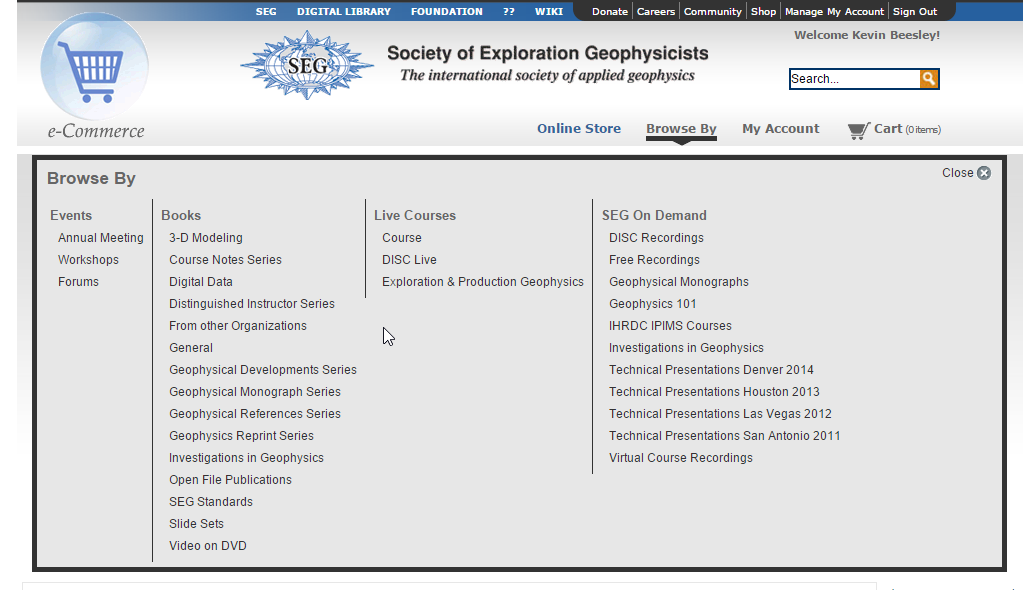 SEG DIGITAL LIBRARY FOUNDATION ?? WIKI Donate Careers Community Shop Manage My Account Sign Out
Welcome Kevin Beesley!
SEG
Society of Exploration Geophysicists
The international society of applied geophysics
Search...
e-Commerce
Online Store Browse By My Account Cart (0 items)
Browse By
Close
Events
Annual Meeting
Workshops
Forums
Books
3-D Modeling
Course Notes Series
Digital Data
Distinguished Instructor Series
From other Organizations
General
Geophysical Developments Series
Geophysical Monograph Series
Geophysical References Series
Geophysics Reprint Series
Investigations in Geophysics
Open File Publications
SEG Standards
Slide Sets
Video on DVD
Live Courses
Course
DISC Live
Exploration & Production Geophysics
SEG On Demand
DISC Recordings
Free Recordings
Geophysical Monographs
Geophysics 101
IHRDC IPIMS Courses
Investigations in Geophysics
Technical Presentations Denver 2014
Technical Presentations Houston 2013
Technical Presentations Las Vegas 2012
Technical Presentations San Antonio 2011
Virtual Course Recordings